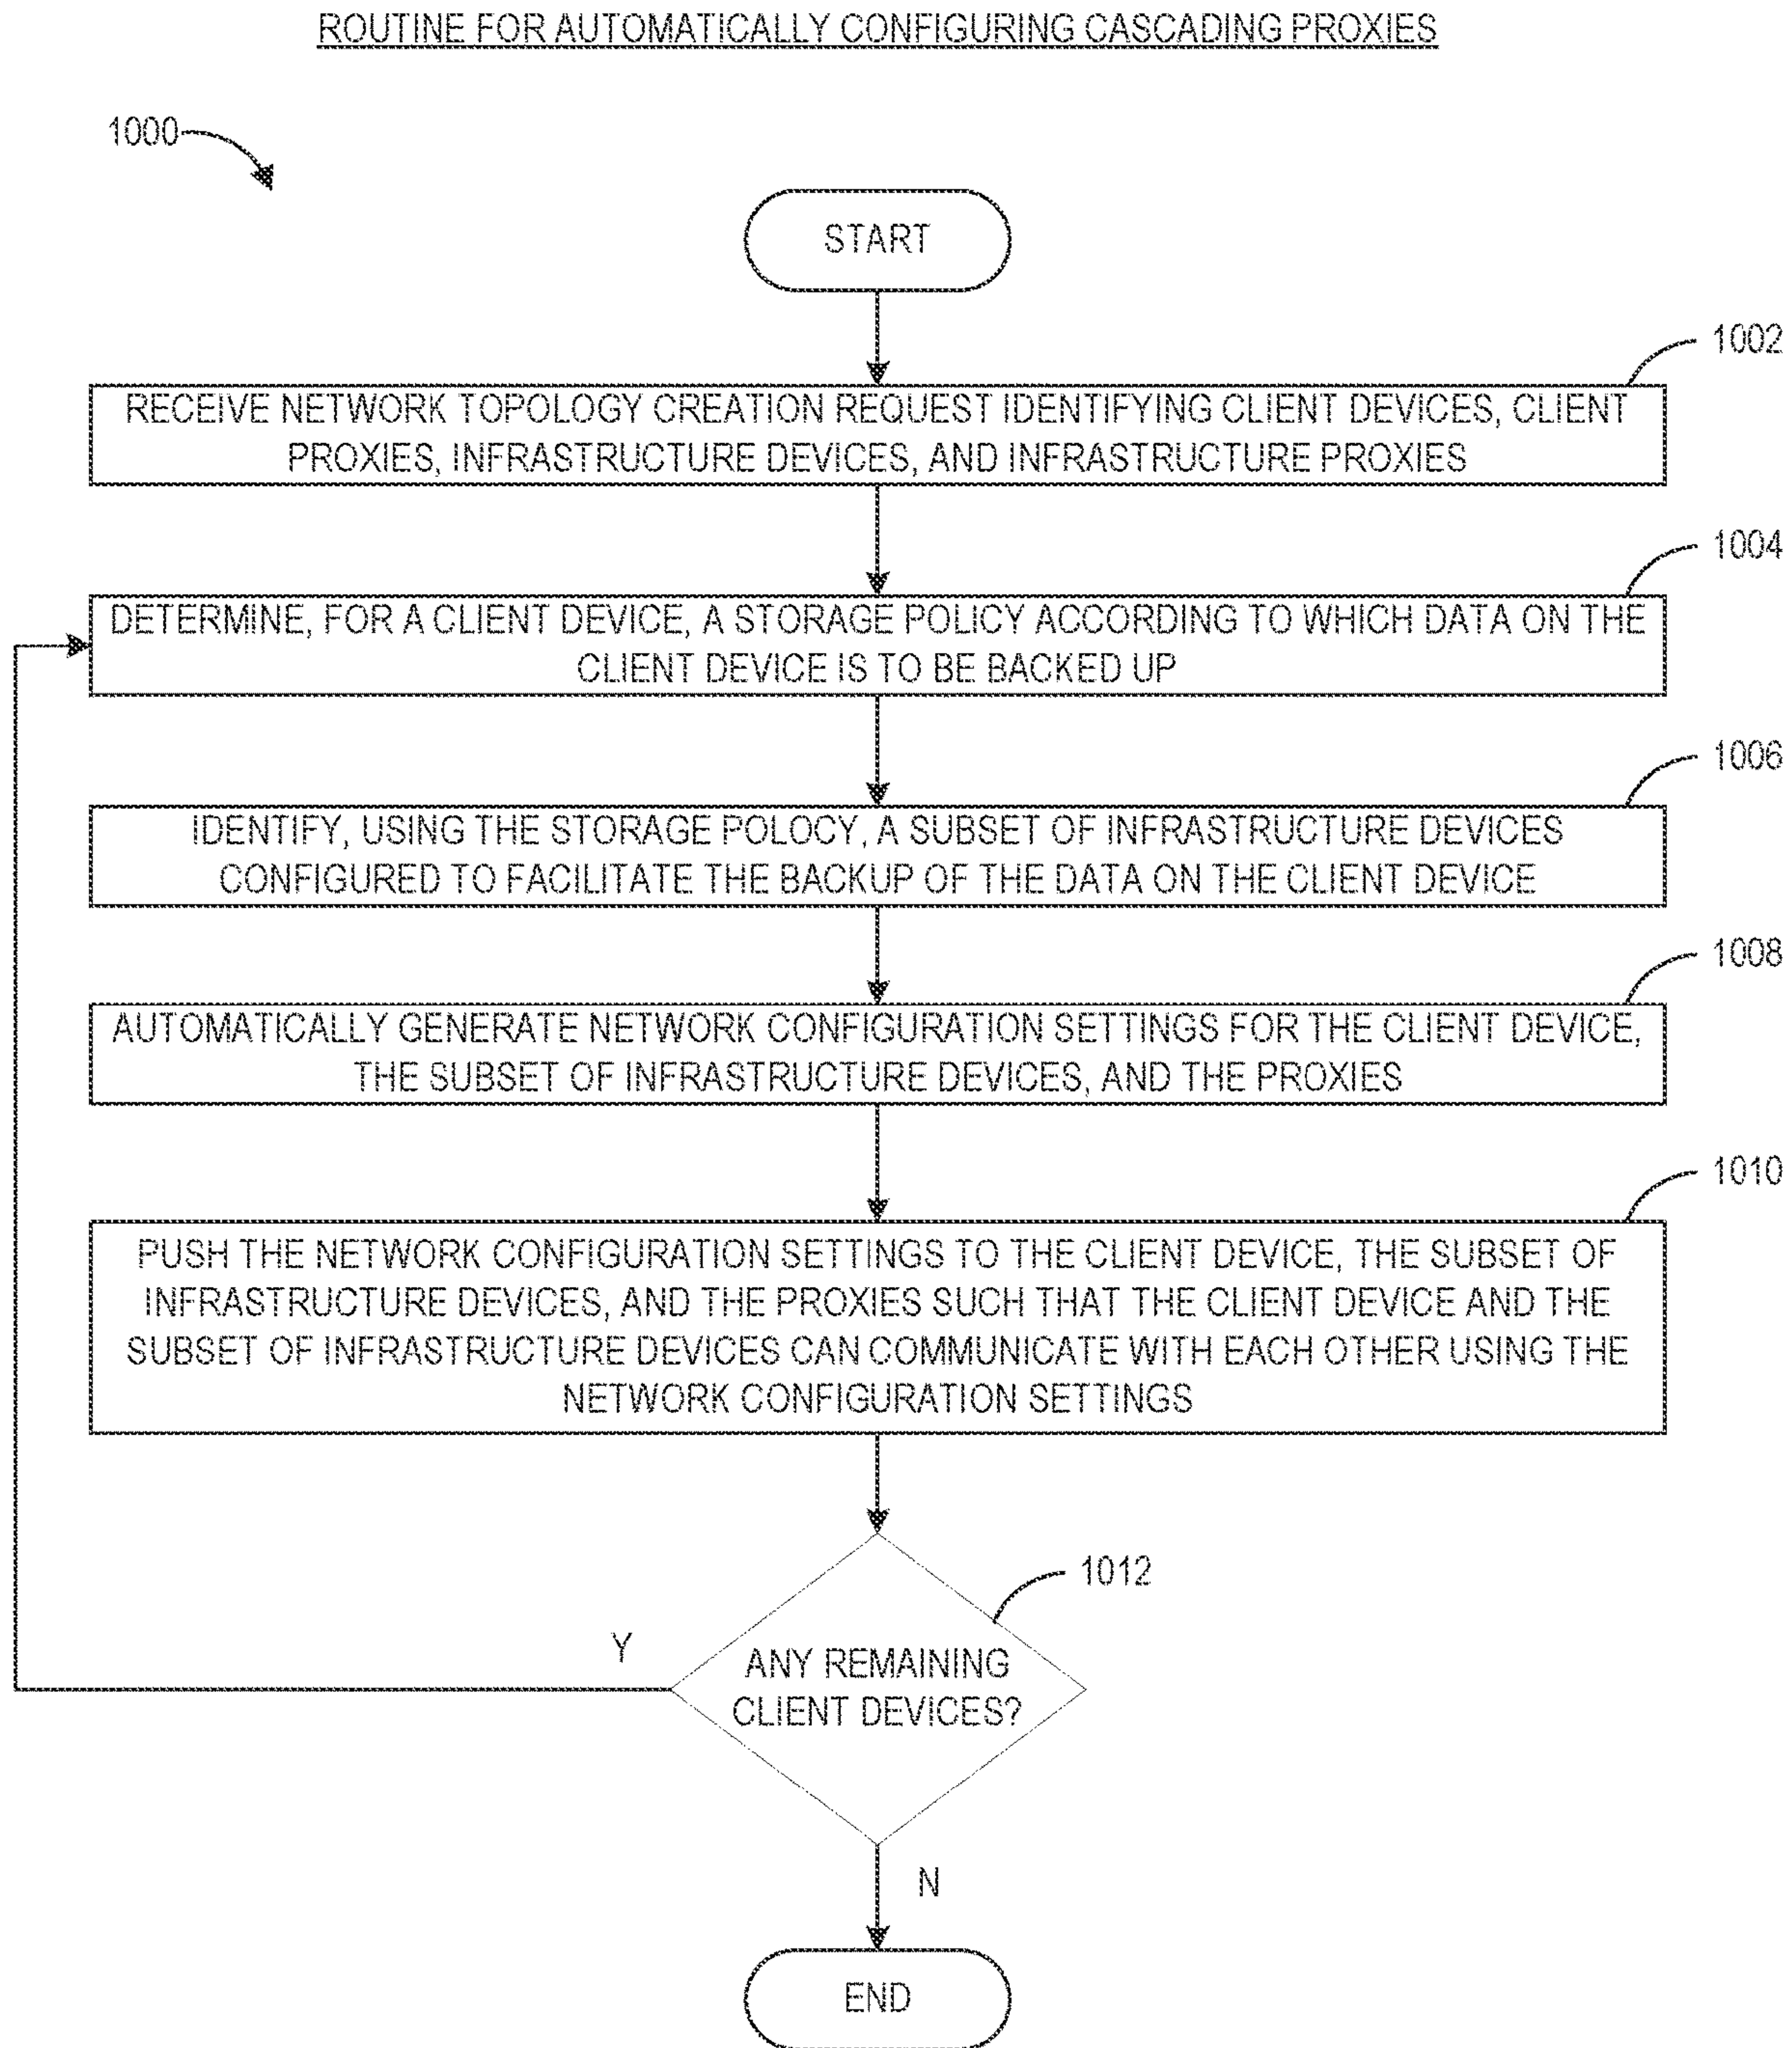 ROUTINE FOR AUTOMATICALLY CONFIGURING CASCADING PROXIES
1000
START
1002
RECEIVE NETWORK TOPOLOGY CREATION REQUEST IDENTIFYING CLIENT DEVICES, CLIENT
PROXIES, INFRASTRUCTURE DEVICES, AND INFRASTRUCTURE PROXIES
1004
DETERMINE, FOR A CLIENT DEVICE, A STORAGE POLICY ACCORDING TO WHICH DATA ON THE
CLIENT DEVICE IS TO BE BACKED UP
1006
IDENTIFY, USING THE STORAGE POLOCY, A SUBSET OF INFRASTRUCTURE DEVICES
CONFIGURED TO FACILITATE THE BACKUP OF THE DATA ON THE CLIENT DEVICE
1008
AUTOMATICALLY GENERATE NETWORK CONFIGURATION SETTINGS FOR THE CLIENT DEVICE,
THE SUBSET OF INFRASTRUCTURE DEVICES, AND THE PROXIES
1010
PUSH THE NETWORK CONFIGURATION SETTINGS TO THE CLIENT DEVICE, THE SUBSET OF
INFRASTRUCTURE DEVICES, AND THE PROXIES SUCH THAT THE CLIENT DEVICE AND THE
SUBSET OF INFRASTRUCTURE DEVICES CAN COMMUNICATE WITH EACH OTHER USING THE
NETWORK CONFIGURATION SETTINGS
1012
Y
ANY REMAINING
CLIENT DEVICES?
N
END